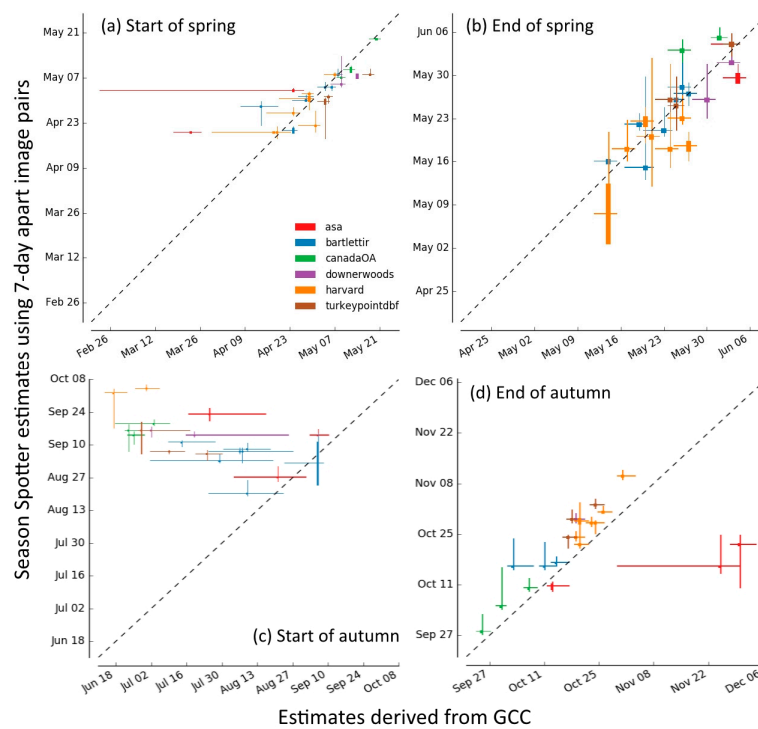 (a) Start of spring
May 21
May 07
Apr 23
Apr 09
Mar 26
Mar 12
Feb 26
asa
bartlettir
canadaOA
downerwoods
harvard
turkeypointdbf
Feb 26
Mar 12
Mar 26
Apr 09
Apr 23
May 07
May 21
(b) End of spring
Jun 06
May 30
May 23
May 16
May 09
May 02
Apr 25
Apr 25
May 02
May 09
May 16
May 23
May 30
Jun 06
Season Spotter estimates using 7-day apart image pairs
Oct 08
Sep 24
Sep 10
Aug 27
Aug 13
Jul 30
Jul 16
Jul 02
Jun 18
(c) Start of autumn
Jun 18
Jul 02
Jul 16
Jul 30
Aug 13
Aug 27
Sep 10
Sep 24
Oct 08
(d) End of autumn
Dec 06
Nov 22
Nov 08
Oct 25
Oct 11
Sep 27
Sep 27
Oct 11
Oct 25
Nov 08
Nov 22
Dec 06
Estimates derived from GCC